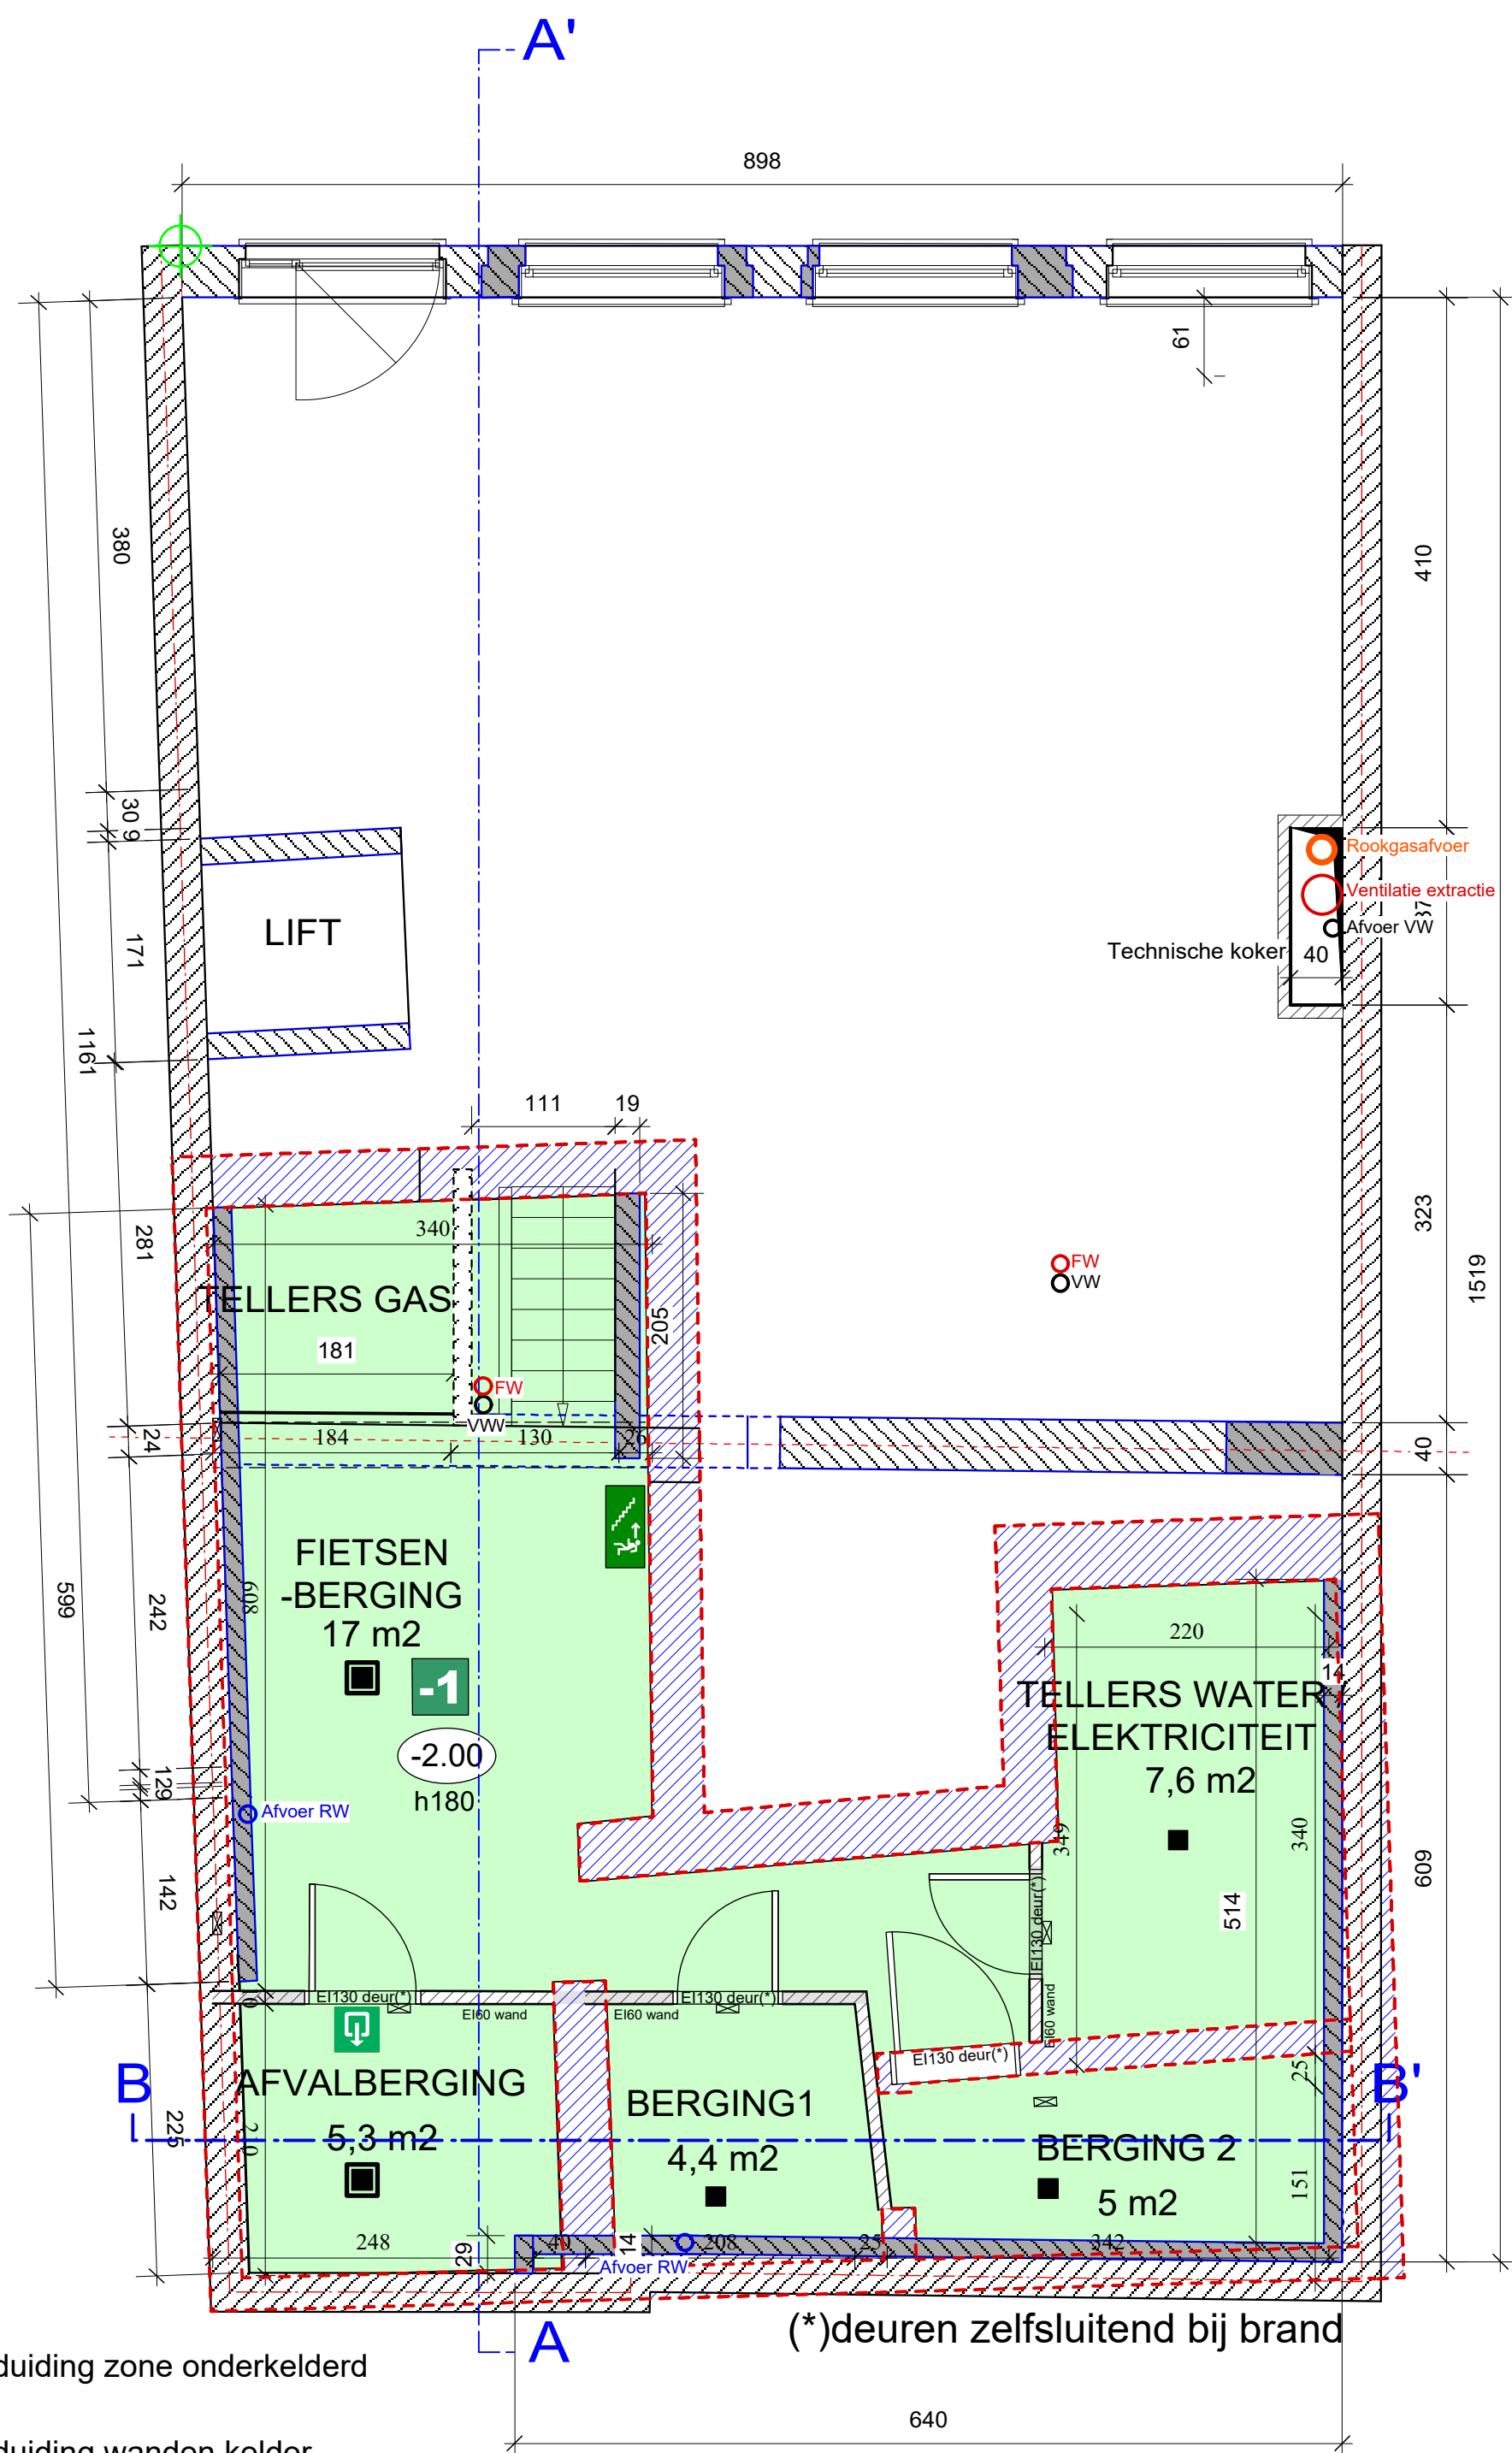 A'
898
61
380
410
30 9
Rookgasafvoer
Ventilatie extractie
Afvoer VW
LIFT
171
Technische koker
40
1161
111
19
281
340
323
FW
VW
1519
TELLERS GAS
205
181
FW
VW
24
184
130
26
40
FIETSEN
-BERGING
17 m2
608
599
242
220
14
TELLERS WATER /
ELEKTRICITEIT
7,6 m2
-1
-2.00
h180
129
Afvoer RW
349
340
609
142
514
EI130 deur(*)
EI130 deur(*)
EI130 deur(*)
EI60 wand
EI60 wand
EI60 wand
EI130 deur(*)
25
B
B'
AFVALBERGING
5,3 m2
BERGING1
4,4 m2
225
BERGING 2
5 m2
151
248
29
40
14
208
25
342
Afvoer RW
A
(*)deuren zelfsluitend bij brand
duiding zone onderkelderd
640
duiding wanden kelder